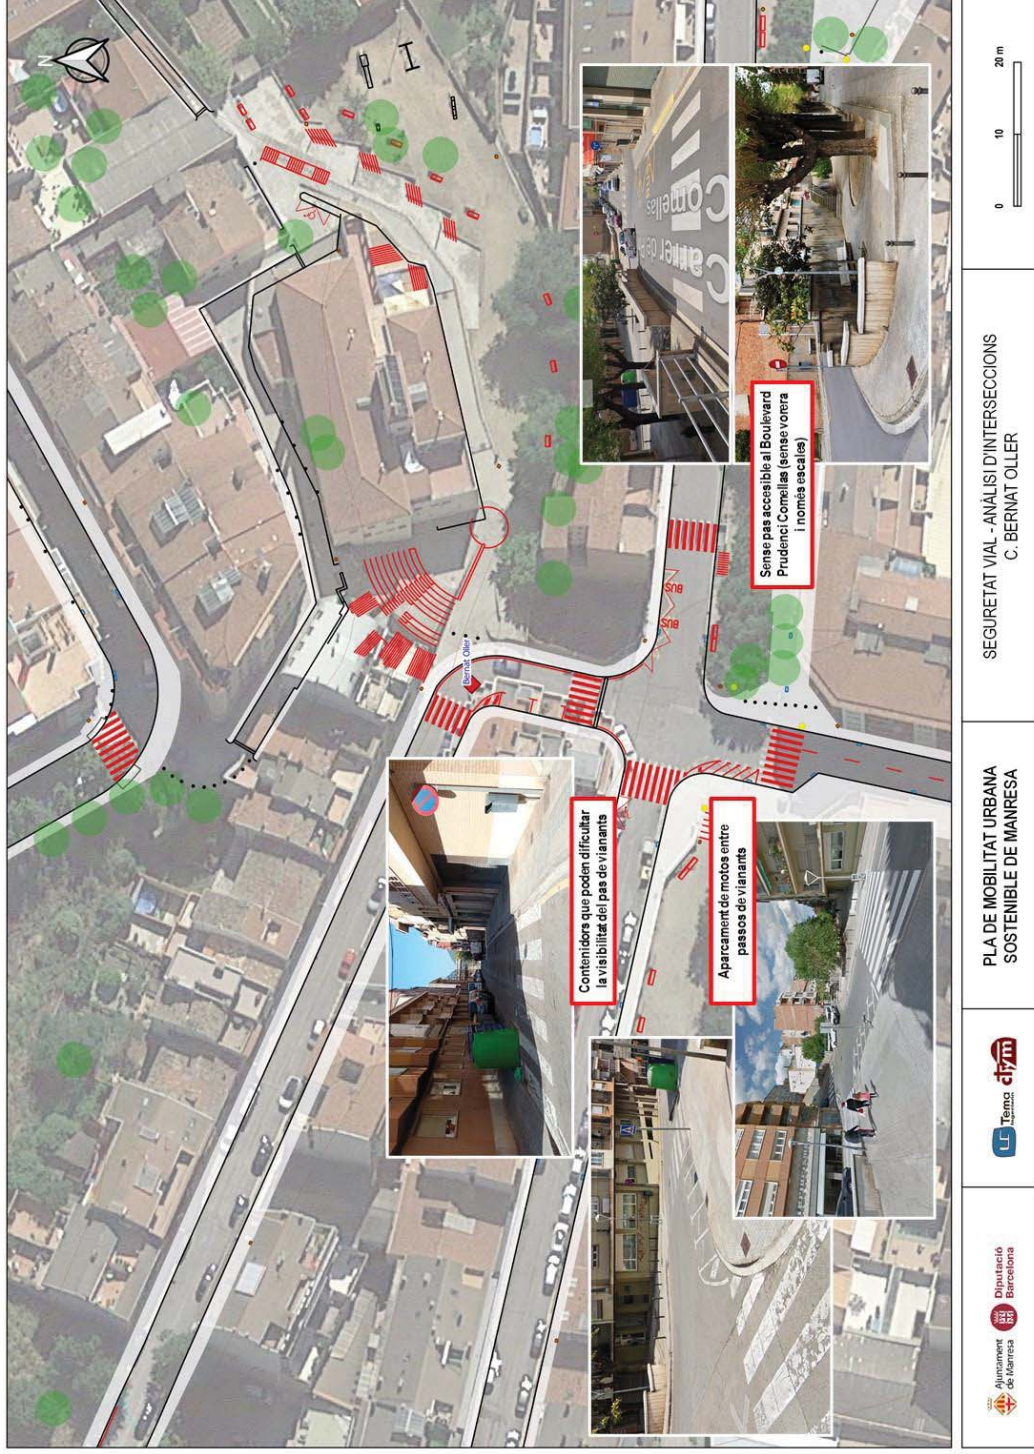 N
Bernat Oller
BUS
BUS
Carrer de P
Comellas
Sense pas accesible al Boulevard
Prudenci Comellas (sense vorera
i només escales)
Contenidors que poden dificultar
la visibilitat del pas de vianants
Aparcament de motos entre
passos de vianants
Ajuntament
de Manresa
Diputació
Barcelona
Tema
dtym
PLA DE MOBILITAT URBANA
SOSTENIBLE DE MANRESA
SEGURETAT VIAL - ANÀLISI D'INTERSECCIONS
C. BERNAT OLLER
0 10 20 m